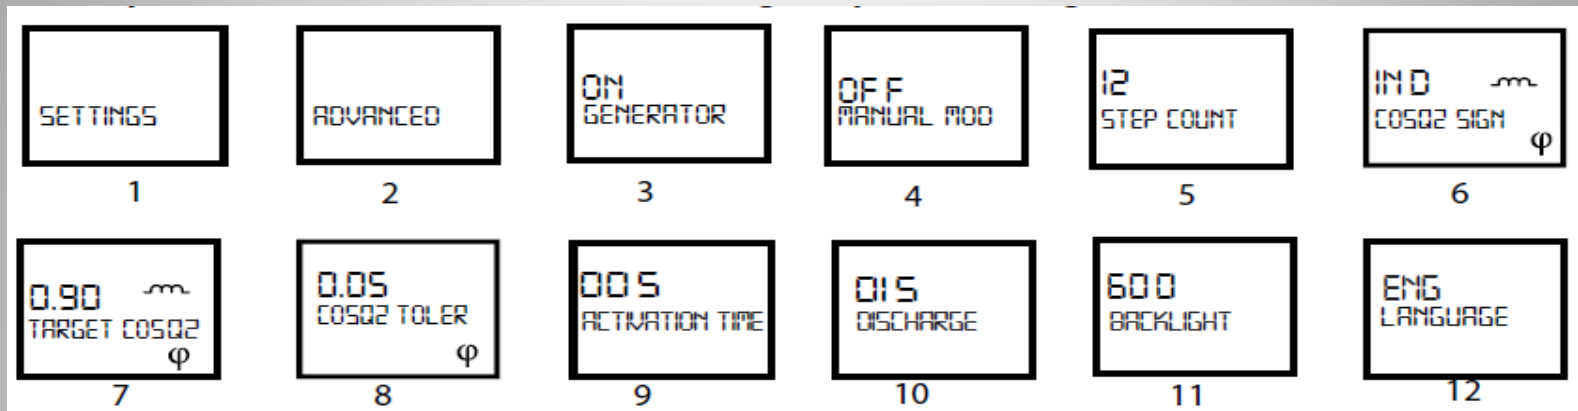 SETTINGS
ADVANCED
ON
GENERATOR
OFF
MANUAL MOD
12
STEP COUNT
IND
COSQ2 SIGN
φ
1
2
3
4
5
6
0.90
TARGET COSQ2
φ
0.05
COSQ2 TOLER
φ
005
ACTIVATION TIME
015
DISCHARGE
600
BACKLIGHT
ENG
LANGUAGE
7
8
9
10
11
12